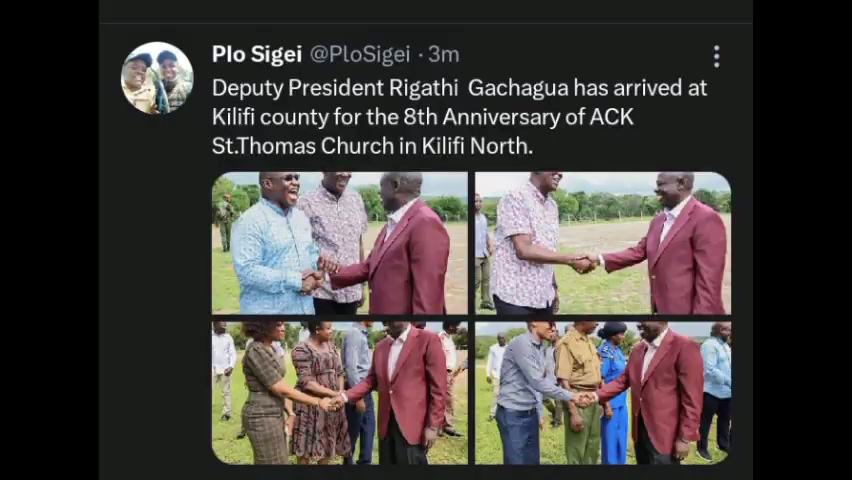 Plo Sigei @PloSigei · 3m
Deputy President Rigathi Gachagua has arrived at
Kilifi county for the 8th Anniversary of ACK
St.Thomas Church in Kilifi North.